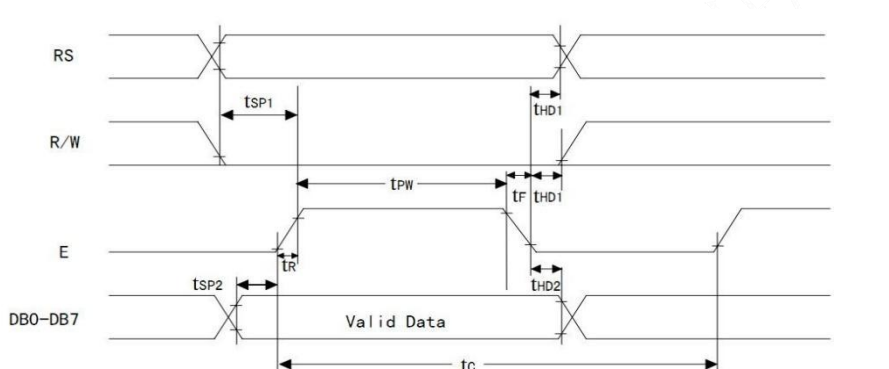 RS
tSP1
tHD1
R/W
tPW
tF tHD1
E
tR
tSP2
tHD2
DB0-DB7
Valid Data
tC